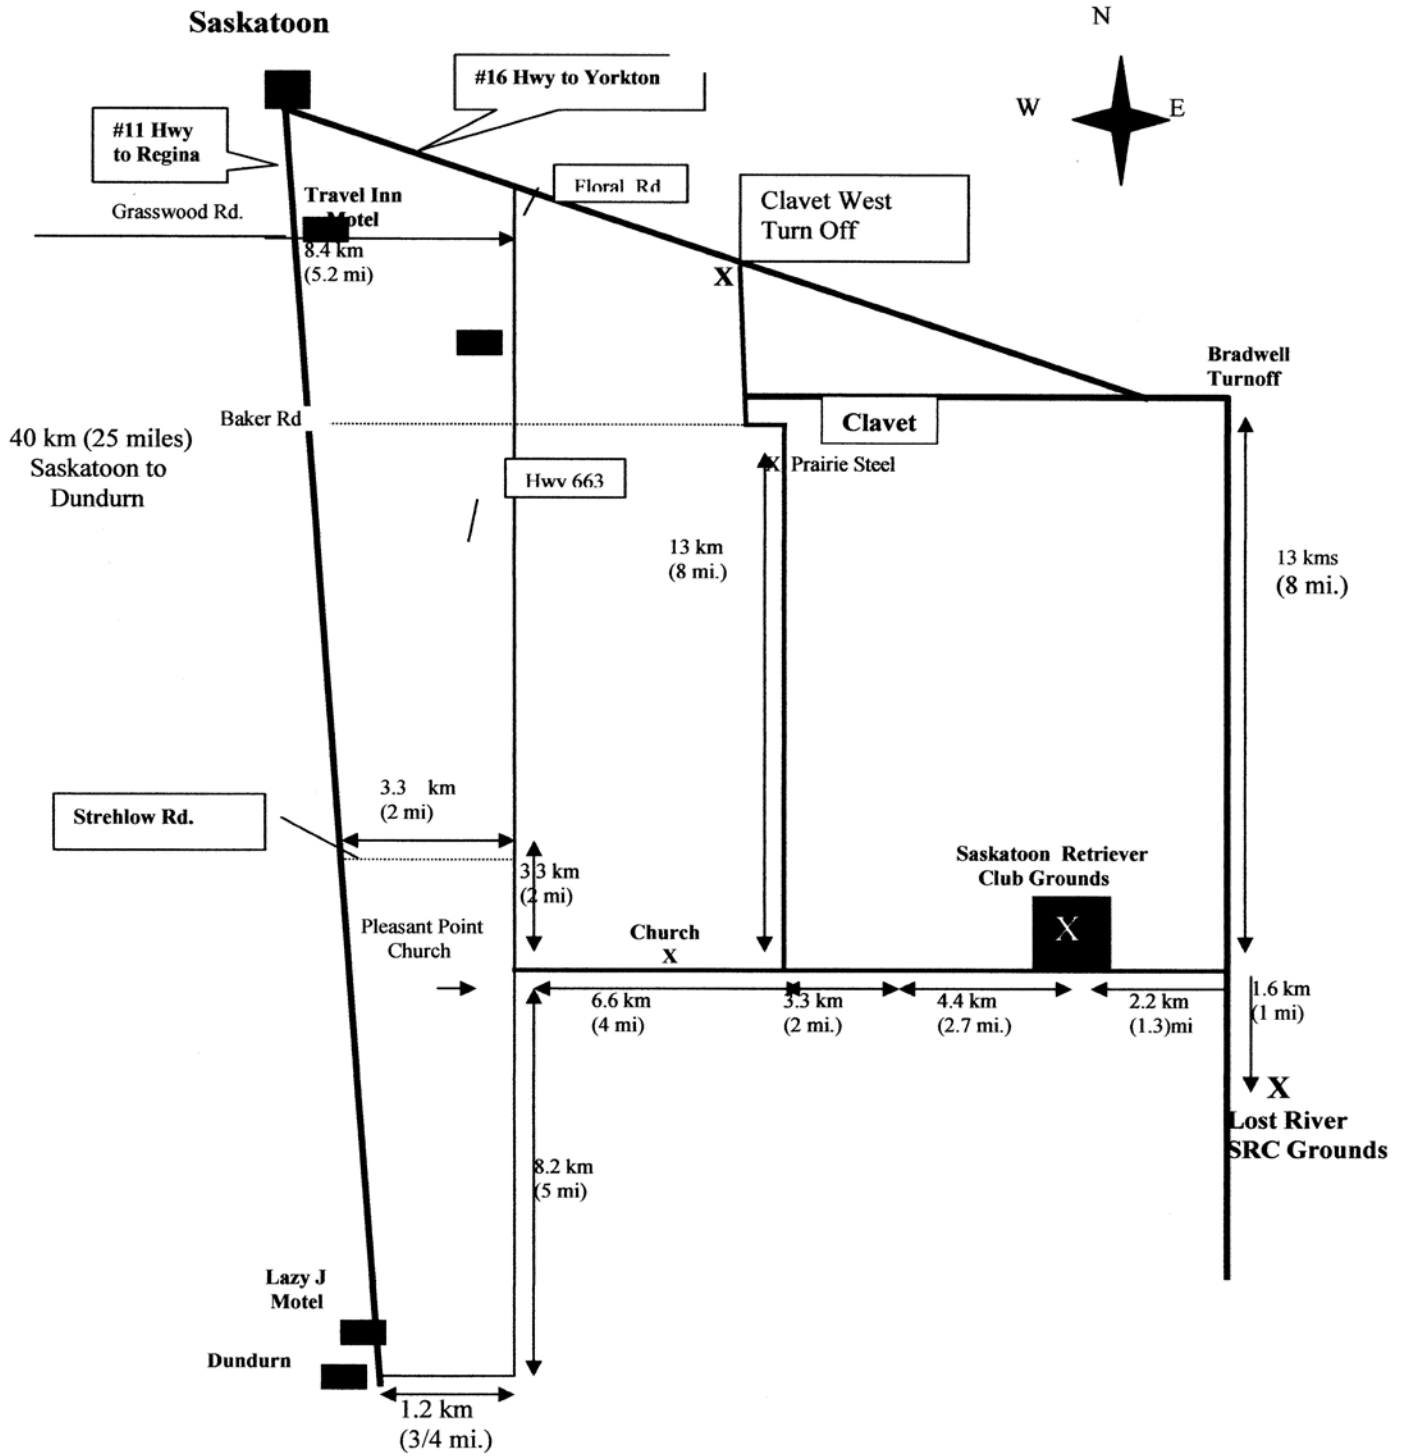 Saskatoon
N
#16 Hwy to Yorkton
W
E
#11 Hwy
to Regina
Floral Rd
Travel Inn
Motel
Grasswood Rd.
Clavet West
Turn Off
8.4 km
(5.2 mi)
X
Bradwell
Turnoff
Baker Rd
Clavet
40 km (25 miles)
Saskatoon to
Dundurn
X Prairie Steel
Hwy 663
13 km
(8 mi.)
13 kms
(8 mi.)
3.3 km
(2 mi)
Strehlow Rd.
Saskatoon Retriever
Club Grounds
3.3 km
(2 mi)
X
Pleasant Point
Church
Church
X
6.6 km
(4 mi)
3.3 km
(2 mi.)
4.4 km
(2.7 mi.)
2.2 km
(1.3)mi
1.6 km
(1 mi)
X
Lost River
SRC Grounds
8.2 km
(5 mi)
Lazy J
Motel
Dundurn
1.2 km
(3/4 mi.)